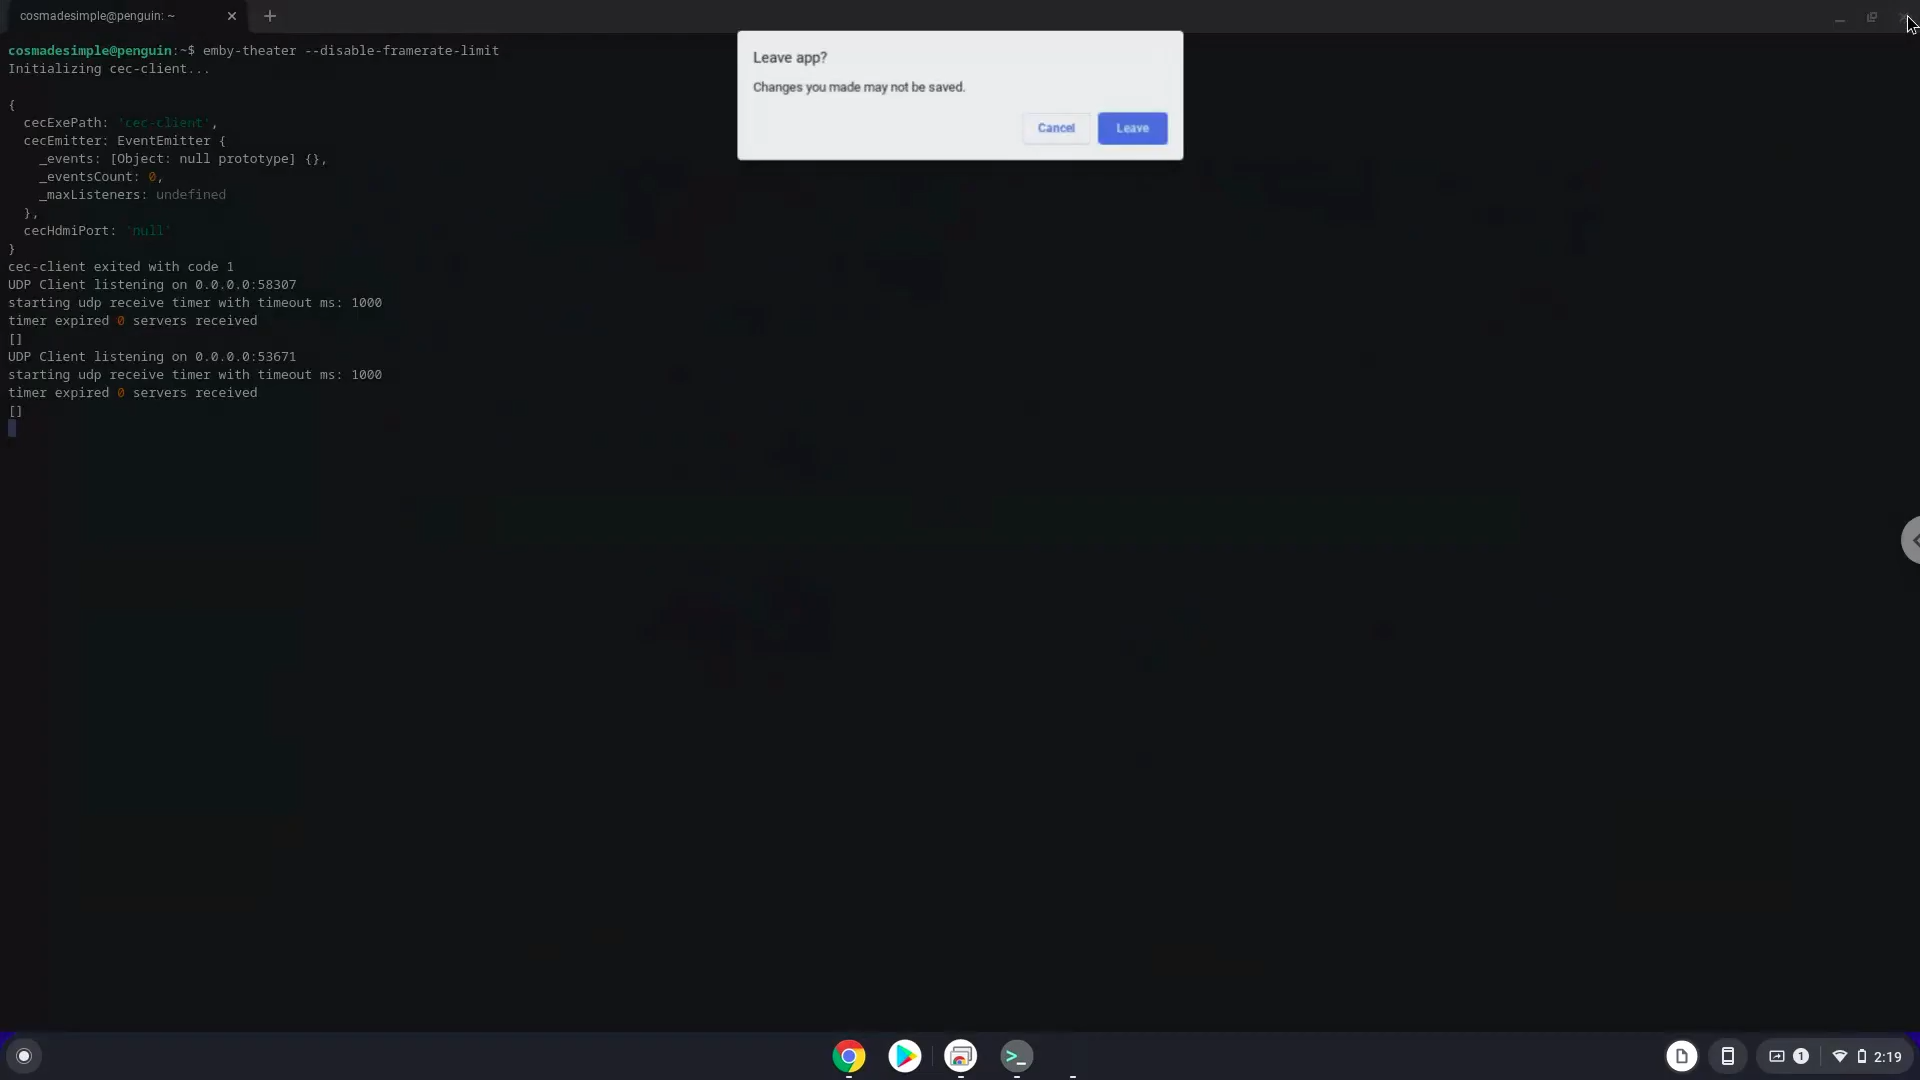 cosmadesimple@penguin: ~
cosmadesimple@penguin:~$ emby-theater --disable-framerate-limit
Initializing cec-client...
{
cecExePath: 'cec-client',
cecEmitter: EventEmitter {
_events: [Object: null prototype] {},
_eventsCount: 0,
_maxListeners: undefined
},
cecHdmiPort: 'null'
}
cec-client exited with code 1
UDP Client listening on 0.0.0.0:58307
starting udp receive timer with timeout ms: 1000
timer expired 0 servers received
[]
UDP Client listening on 0.0.0.0:53671
starting udp receive timer with timeout ms: 1000
timer expired 0 servers received
[]
Leave app?
Changes you made may not be saved.
Cancel Leave
1 2:19